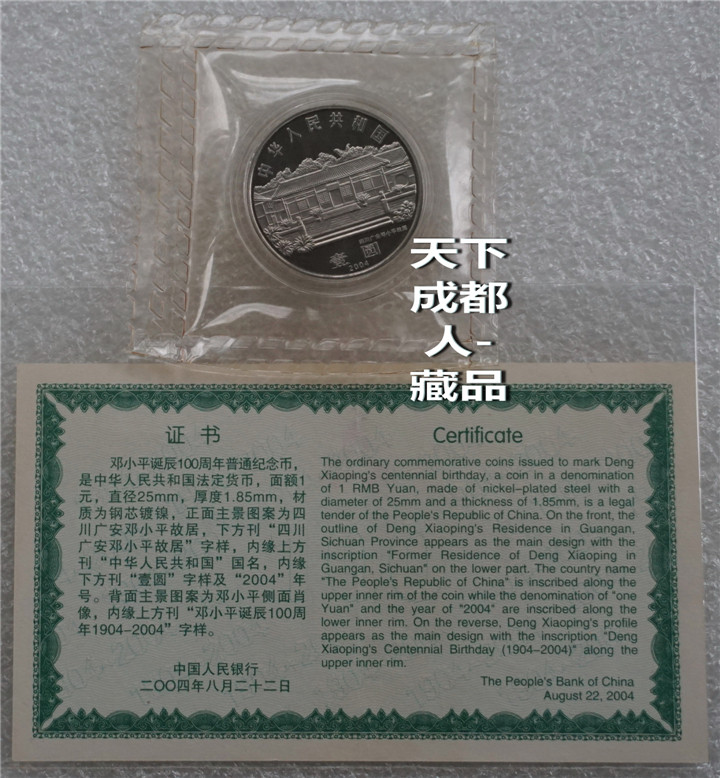 中华人民共和国
四川广安邓小平故居
壹圆
2004
天下
成都
人-
藏品
证书
邓小平诞辰100周年普通纪念币，
是中华人民共和国法定货币，面额1
元，直径25mm，厚度1.85mm，材
质为钢芯镀镍，正面主景图案为四
川广安邓小平故居，下方刊“四川
广安邓小平故居”字样，内缘上方
刊“中华人民共和国”国名，内缘
下方刊“壹圆”字样及“2004”年
号。背面主景图案为邓小平侧面肖
像，内缘上方刊“邓小平诞辰100周
年1904-2004”字样。
中国人民银行
二〇〇四年八月二十二日
Certificate
The ordinary commemorative coins issued to mark Deng
Xiaoping's centennial birthday, a coin in a denomination
of 1 RMB Yuan, made of nickel-plated steel with a
diameter of 25mm and a thickness of 1.85mm, is a legal
tender of the People's Republic of China. On the front, the
outline of Deng Xiaoping's Residence in Guangan,
Sichuan Province appears as the main design with the
inscription "Former Residence of Deng Xiaoping in
Guangan, Sichuan" on the lower part. The country name
"The People's Republic of China" is inscribed along the
upper inner rim of the coin while the denomination of "one
Yuan" and the year of "2004" are inscribed along the
lower inner rim. On the reverse, Deng Xiaoping's profile
appears as the main design with the inscription "Deng
Xiaoping's Centennial Birthday (1904-2004)" along the
upper inner rim.
The People's Bank of China
August 22, 2004